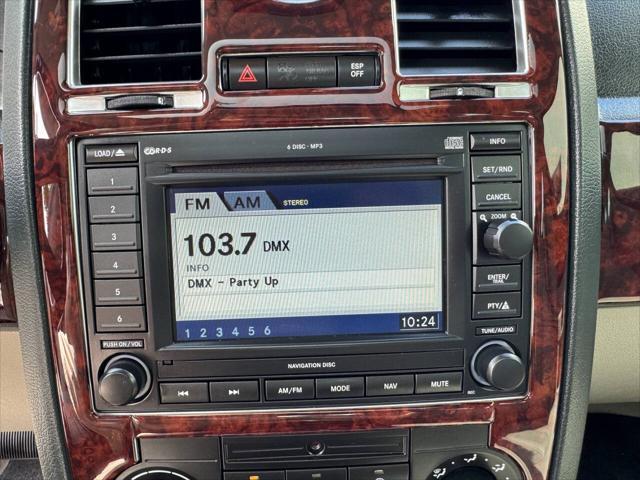 ESP
OFF
LOAD/
R·D·S
6 DISC · MP3
INFO
1
2
3
4
5
6
SET/RND
CANCEL
ZOOM
ENTER/
TRAIL
PTY/
FM AM STEREO
103.7 DMX
INFO
DMX - Party Up
1 2 3 4 5 6
10:24
PUSH ON/VOL
TUNE/AUDIO
NAVIGATION DISC
AM/FM
MODE
NAV
MUTE
REC